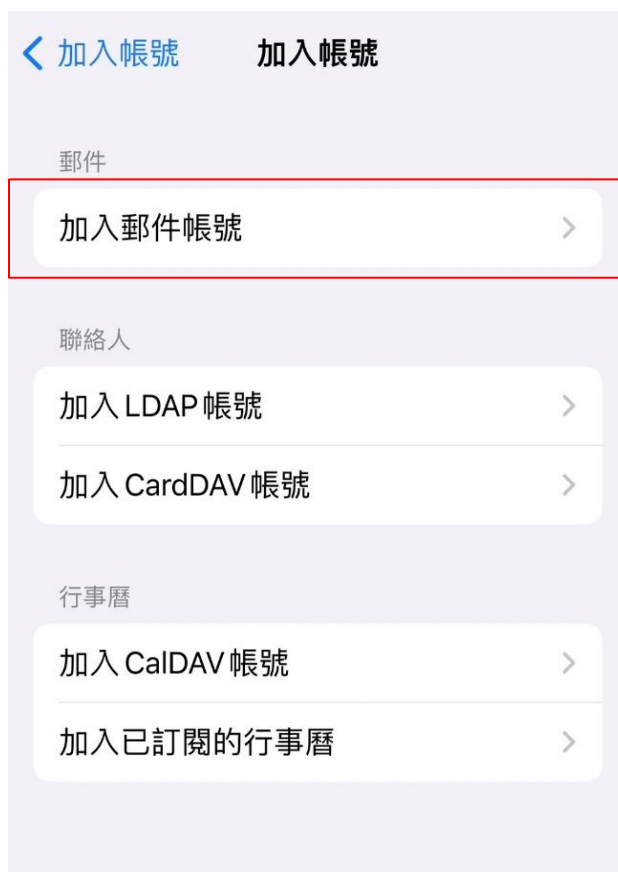 加入帳號 加入帳號
郵件
加入郵件帳號
聯絡人
加入 LDAP 帳號
加入 CardDAV 帳號
行事曆
加入 CalDAV 帳號
加入已訂閱的行事曆